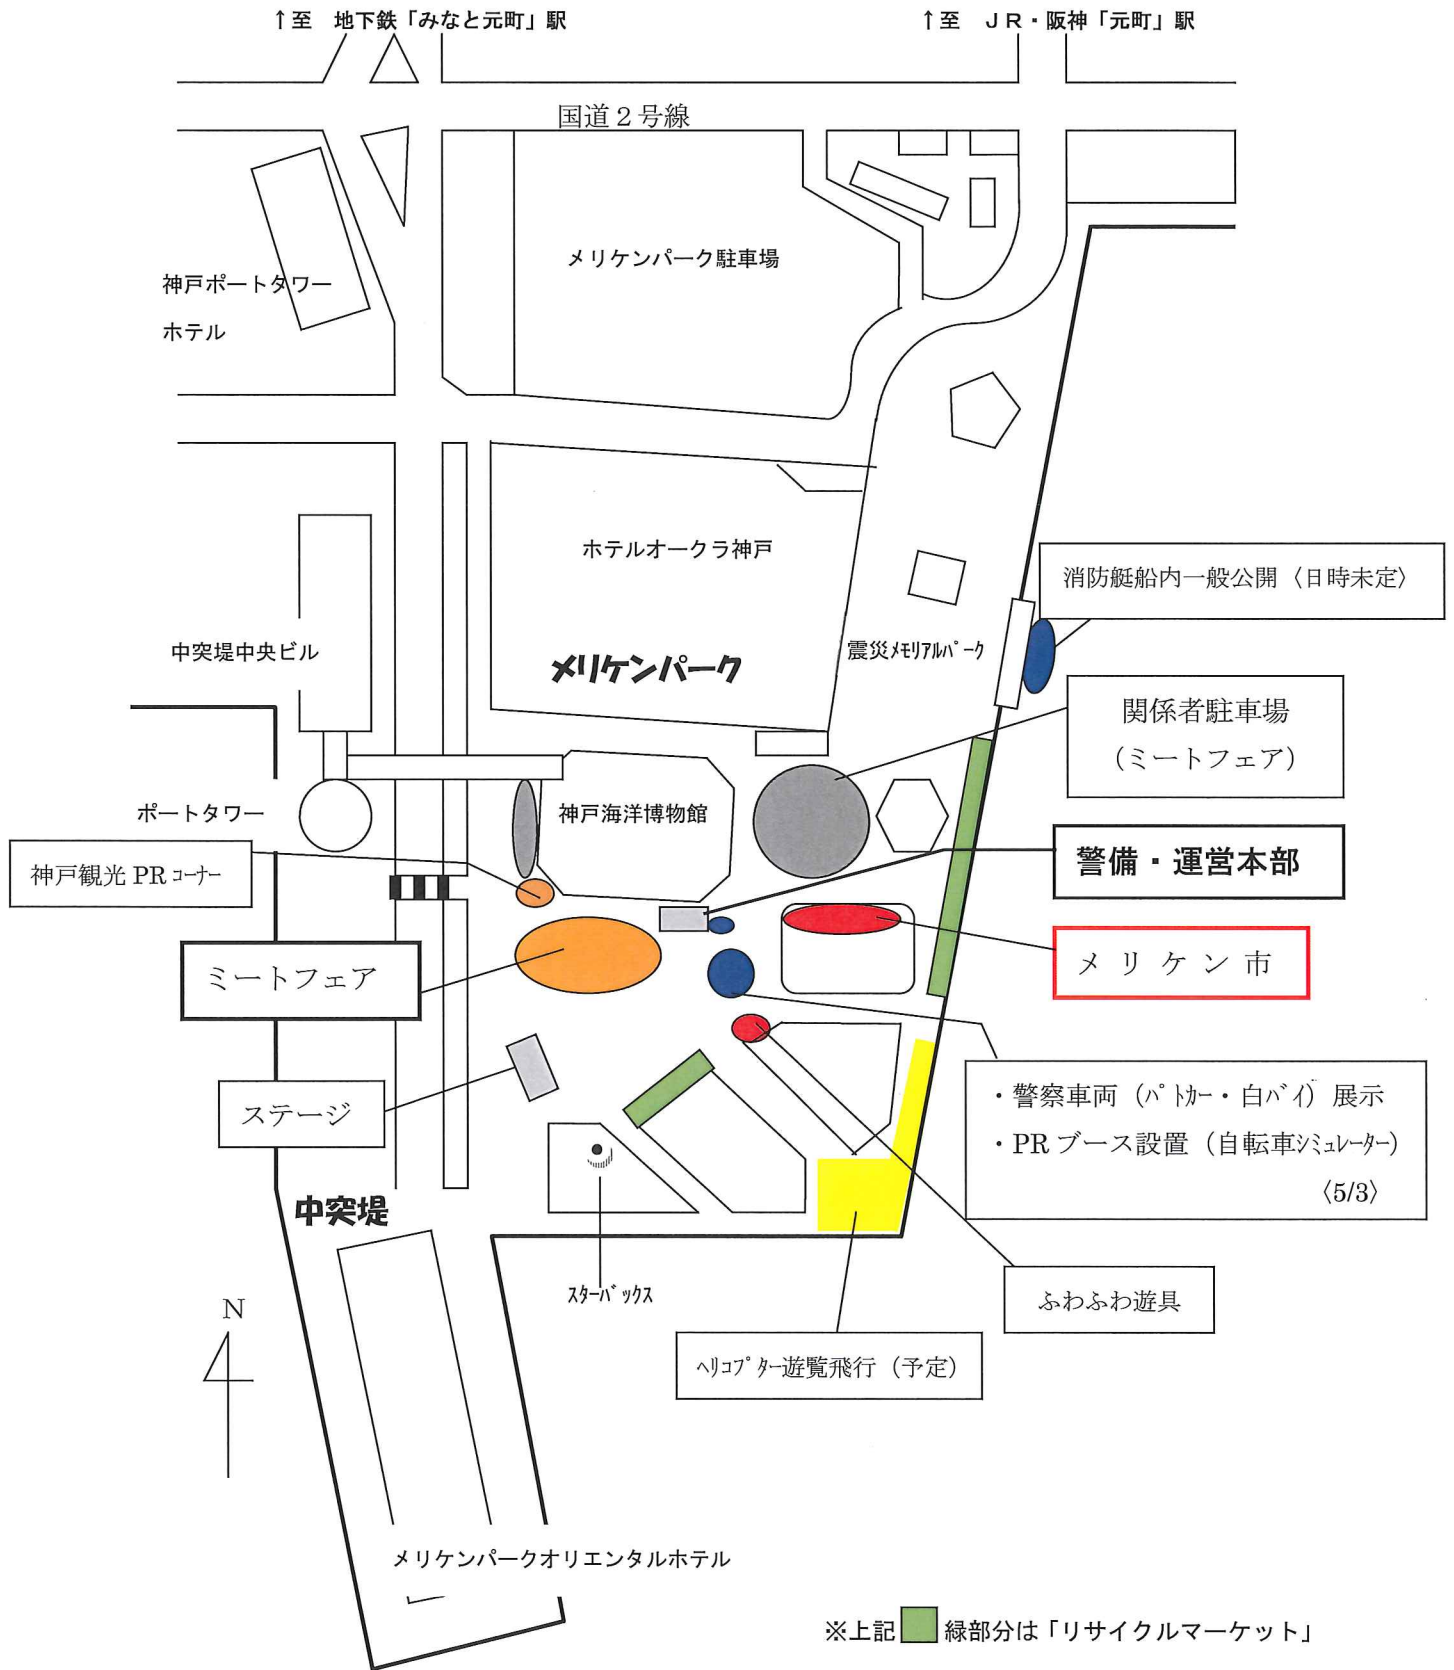 ↑至 地下鉄「みなと元町」駅
↑至 ＪＲ・阪神「元町」駅
国道２号線
メリケンパーク駐車場
神戸ポートタワー
ホテル
ホテルオークラ神戸
消防艇船内一般公開〈日時未定〉
中突堤中央ビル
メリケンパーク
震災ﾒﾓﾘｱﾙﾊﾟｰｸ
関係者駐車場
（ミートフェア）
ポートタワー
神戸海洋博物館
神戸観光 PR ｺｰﾅｰ
警備・運営本部
ミートフェア
メリケン市
ステージ
・警察車両（ﾊﾟﾄｶｰ・白ﾊﾞｲ）展示
・PR ブース設置（自転車ｼﾐｭﾚｰﾀｰ）
〈5/3〉
中突堤
ｽﾀｰﾊﾞｯｸｽ
ふわふわ遊具
N
ﾍﾘｺﾌﾟﾀｰ遊覧飛行（予定）
メリケンパークオリエンタルホテル
※上記 緑部分は「リサイクルマーケット」